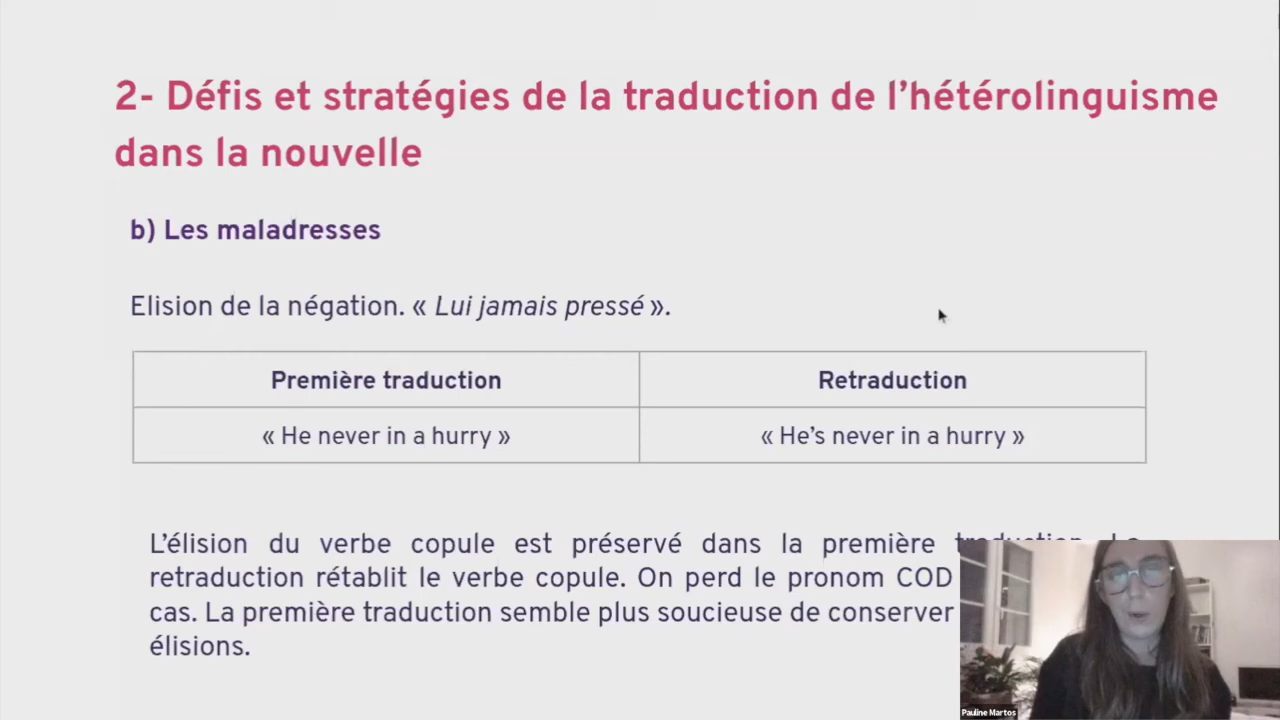 2- Défis et stratégies de la traduction de l’hétérolinguisme
dans la nouvelle
b) Les maladresses
Elision de la négation. « Lui jamais pressé ».
Première traduction
Retraduction
« He never in a hurry »
« He’s never in a hurry »
L’élision du verbe copule est préservé dans la première
retraduction rétablit le verbe copule. On perd le pronom COD
cas. La première traduction semble plus soucieuse de conserver
élisions.
Pauline Martos